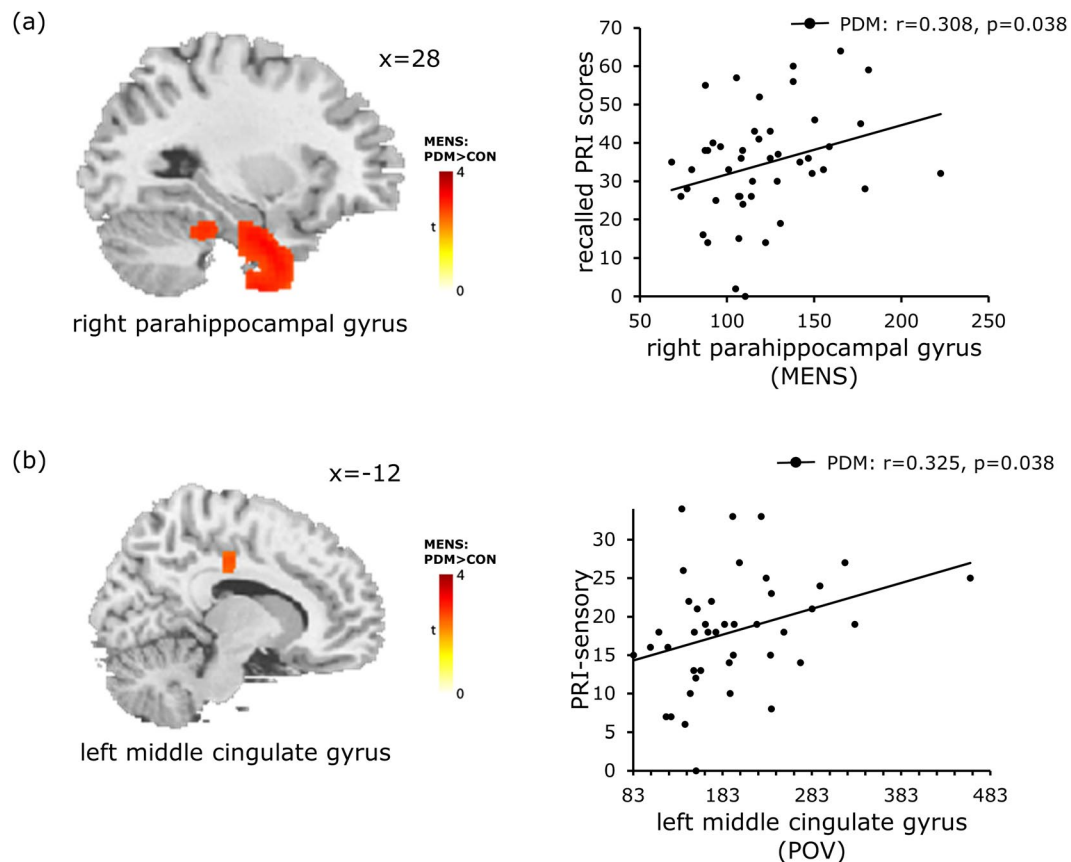 (a)
x=28
MENS:
PDM>CON
4
t
0
right parahippocampal gyrus
PDM: r=0.308, p=0.038
recalled PRI scores
70
60
50
40
30
20
10
0
50 100 150 200 250
right parahippocampal gyrus
(MENS)
(b)
x=-12
MENS:
PDM>CON
4
t
0
left middle cingulate gyrus
PDM: r=0.325, p=0.038
PRI-sensory
30
25
20
15
10
5
0
83 183 283 383 483
left middle cingulate gyrus
(POV)